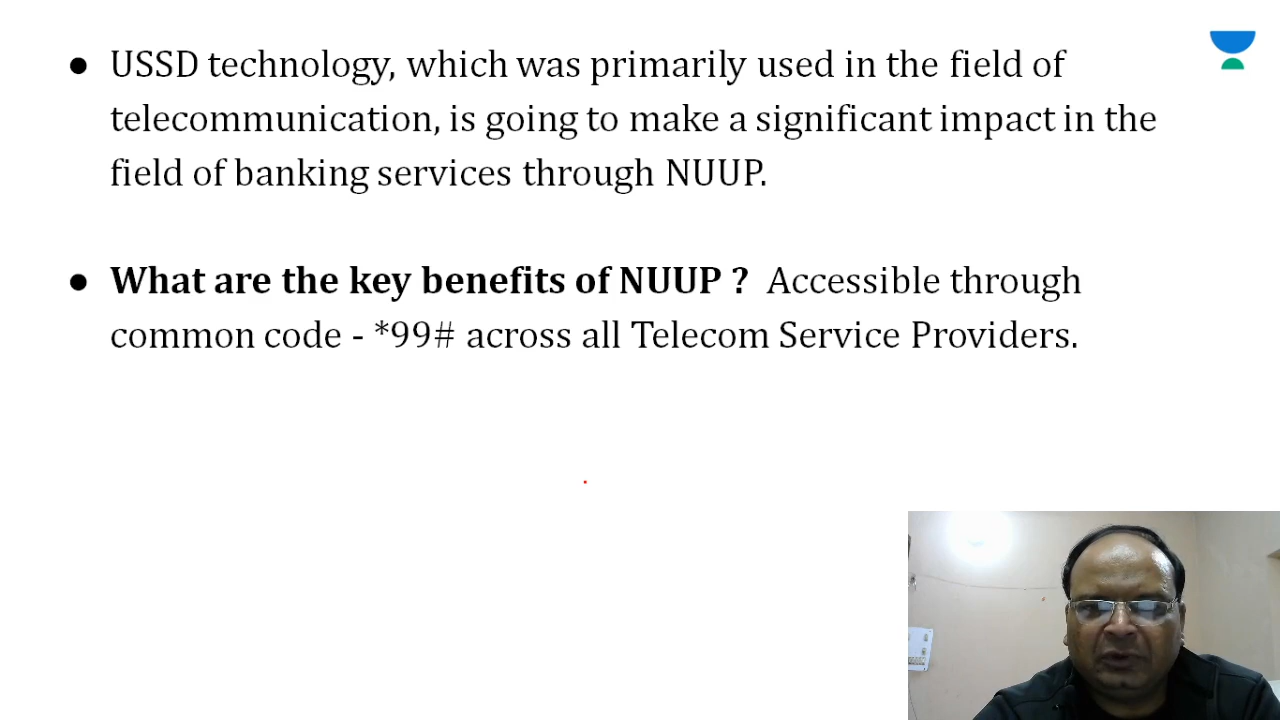 ● USSD technology, which was primarily used in the field of
telecommunication, is going to make a significant impact in the
field of banking services through NUUP.
● What are the key benefits of NUUP ? Accessible through
common code - *99# across all Telecom Service Providers.